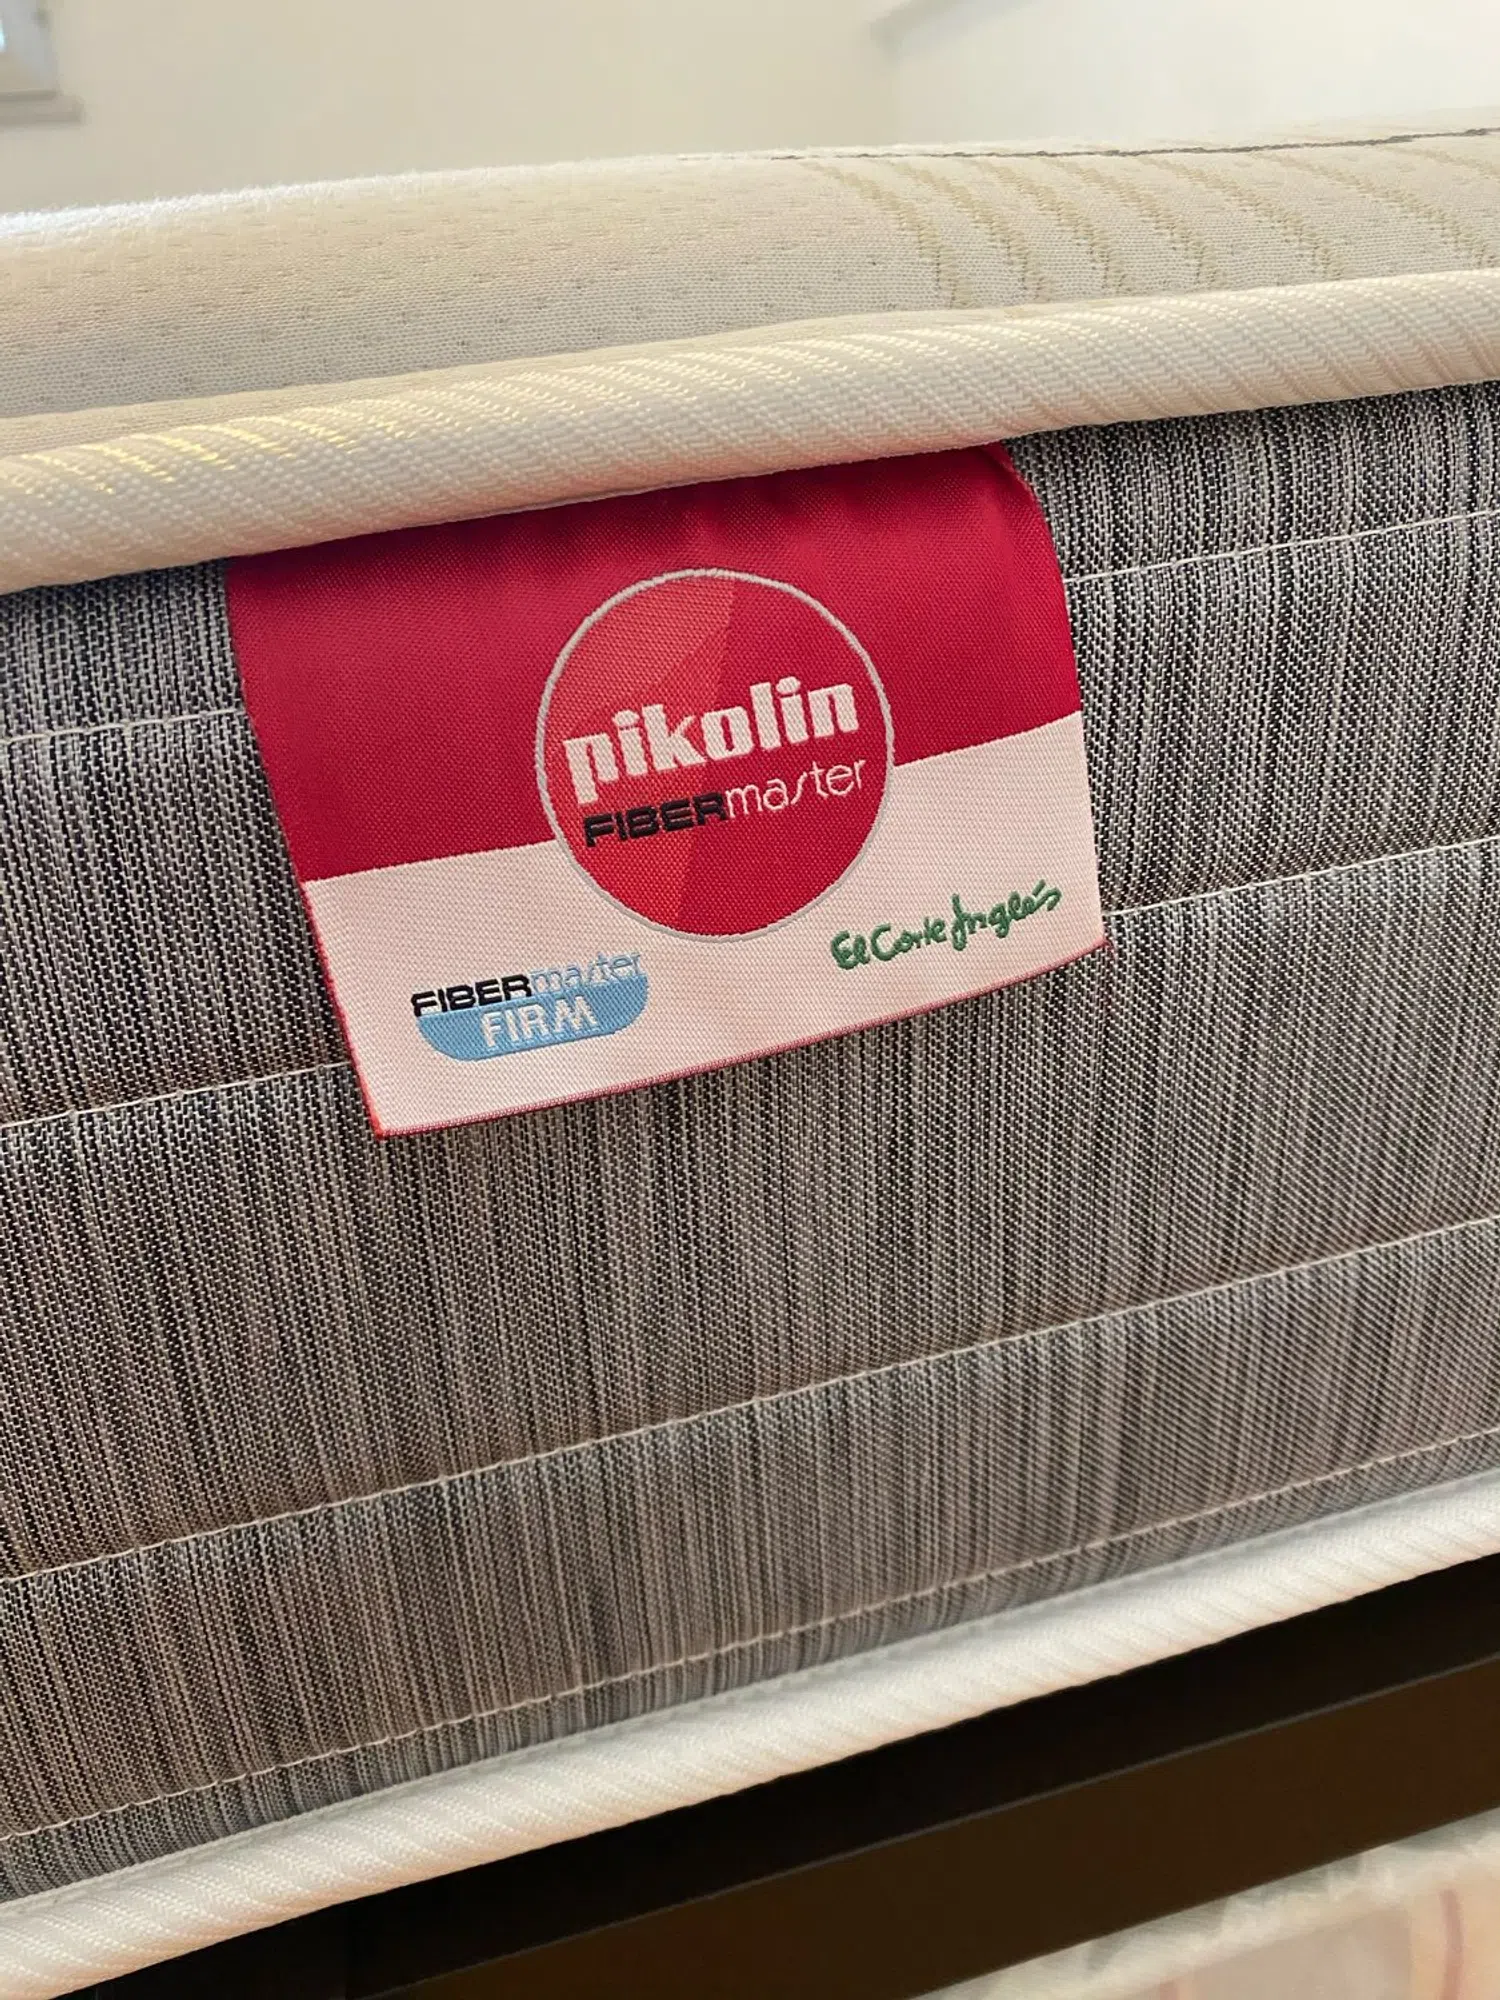 pikolin
FIBERmaster
El Corte Inglés
FIBERmaster
FIRM